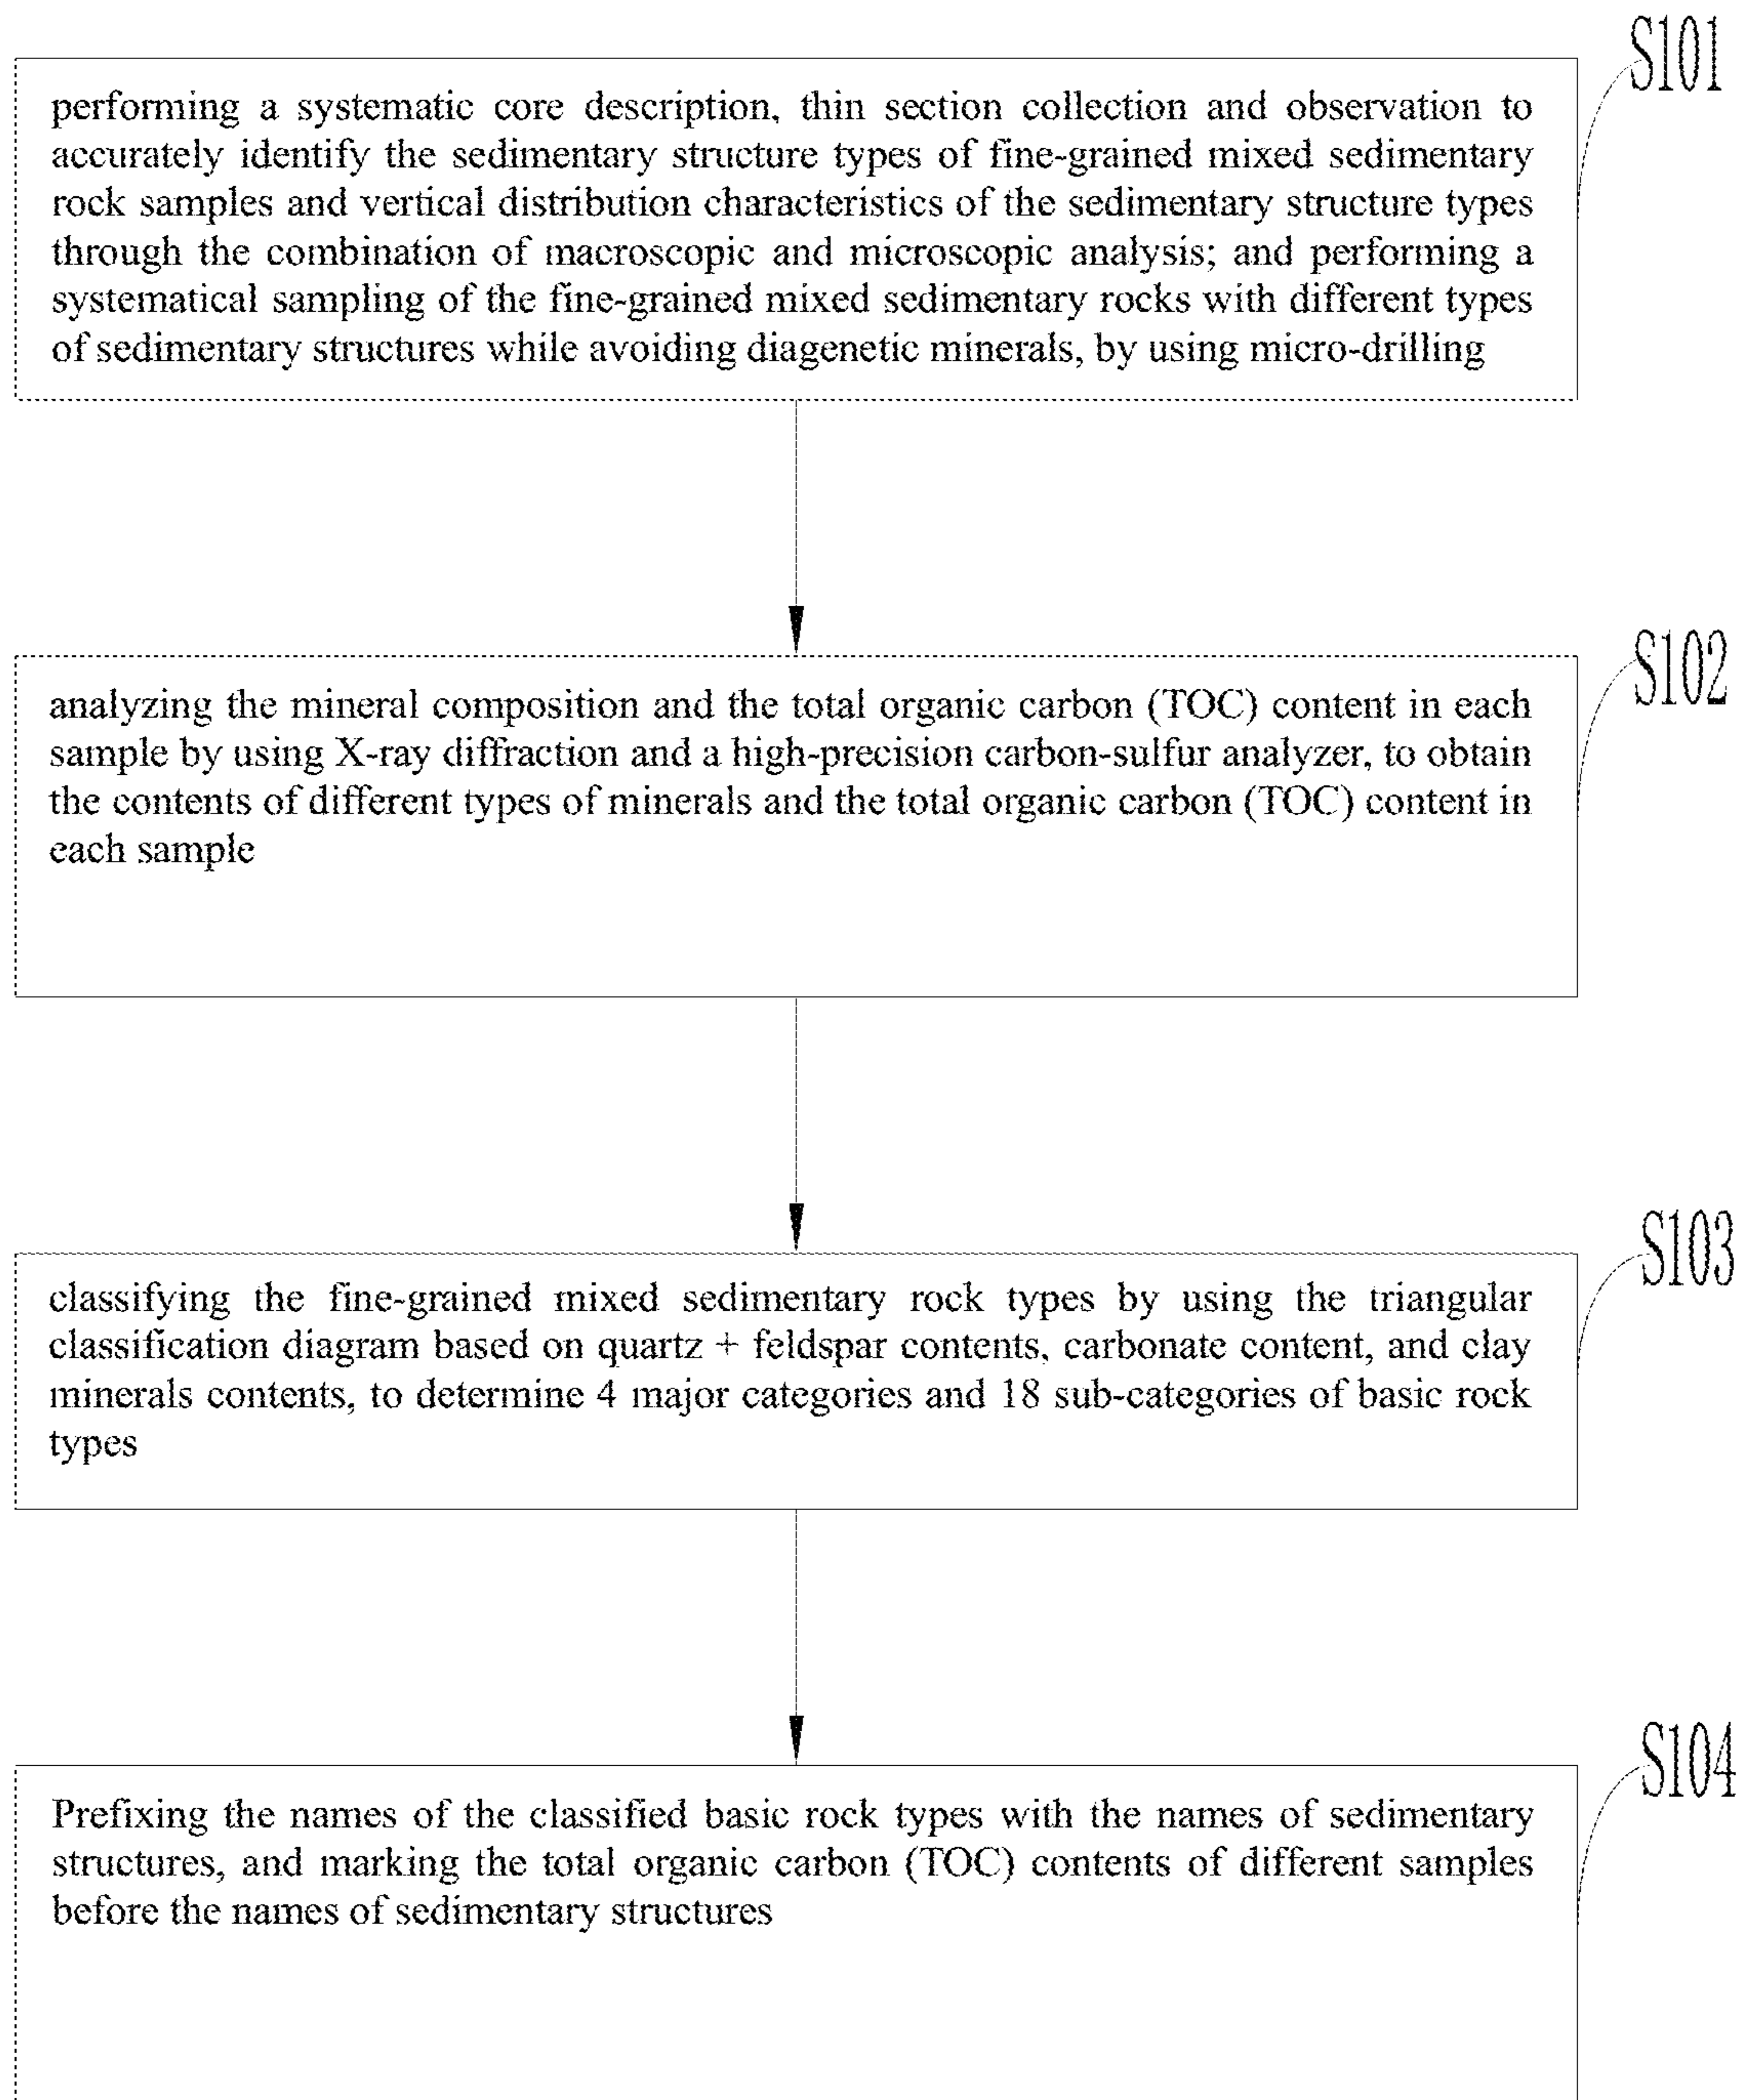 S101
performing a systematic core description, thin section collection and observation to
accurately identify the sedimentary structure types of fine-grained mixed sedimentary
rock samples and vertical distribution characteristics of the sedimentary structure types
through the combination of macroscopic and microscopic analysis; and performing a
systematical sampling of the fine-grained mixed sedimentary rocks with different types
of sedimentary structures while avoiding diagenetic minerals, by using micro-drilling
S102
analyzing the mineral composition and the total organic carbon (TOC) content in each
sample by using X-ray diffraction and a high-precision carbon-sulfur analyzer, to obtain
the contents of different types of minerals and the total organic carbon (TOC) content in
each sample
S103
classifying the fine-grained mixed sedimentary rock types by using the triangular
classification diagram based on quartz + feldspar contents, carbonate content, and clay
minerals contents, to determine 4 major categories and 18 sub-categories of basic rock
types
S104
Prefixing the names of the classified basic rock types with the names of sedimentary
structures, and marking the total organic carbon (TOC) contents of different samples
before the names of sedimentary structures